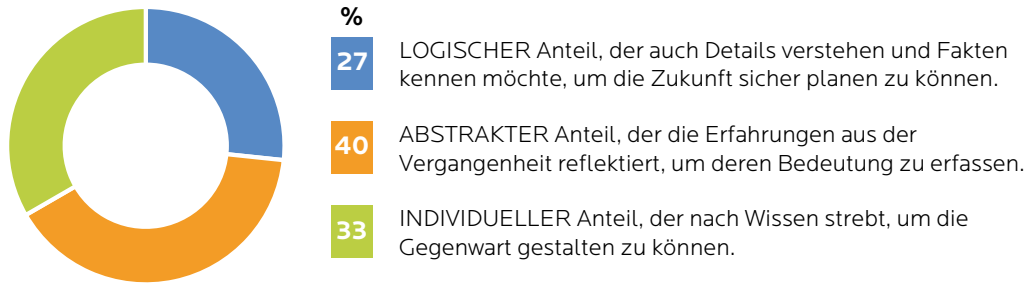 %
27
LOGISCHER Anteil, der auch Details verstehen und Fakten
kennen möchte, um die Zukunft sicher planen zu können.
40
ABSTRAKTER Anteil, der die Erfahrungen aus der
Vergangenheit reflektiert, um deren Bedeutung zu erfassen.
33
INDIVIDUELLER Anteil, der nach Wissen strebt, um die
Gegenwart gestalten zu können.